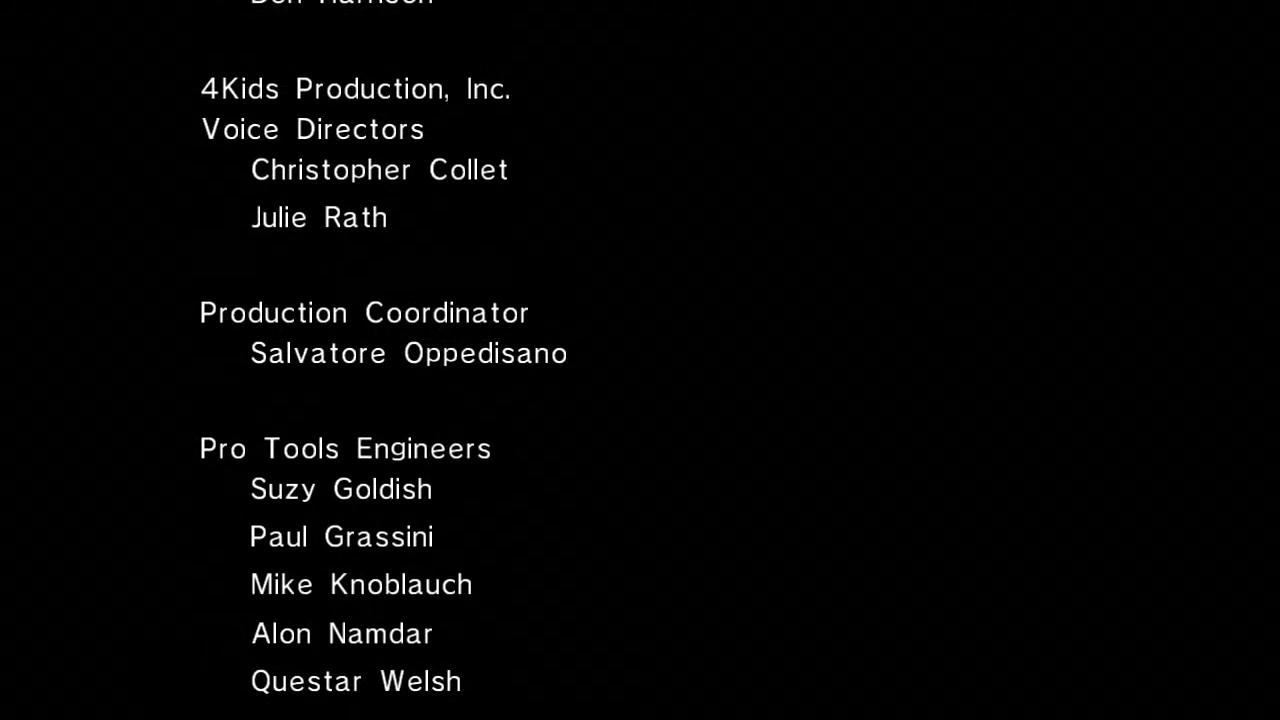 4Kids Production, Inc.
Voice Directors
Christopher Collet
Julie Rath
Production Coordinator
Salvatore Oppedisano
Pro Tools Engineers
Suzy Goldish
Paul Grassini
Mike Knoblauch
Alon Namdar
Questar Welsh